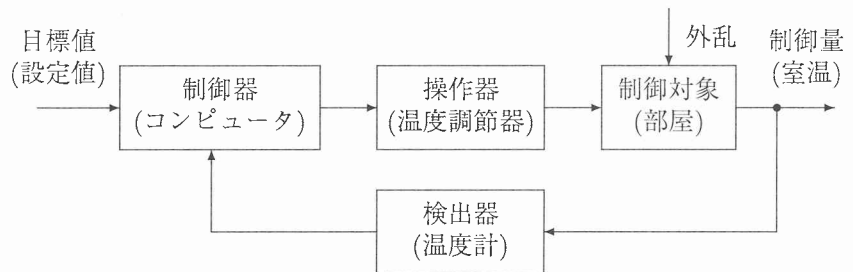 目標値
(設定値)
制御器
(コンピュータ)
操作器
(温度調節器)
外乱
制御対象
(部屋)
制御量
(室温)
検出器
(温度計)